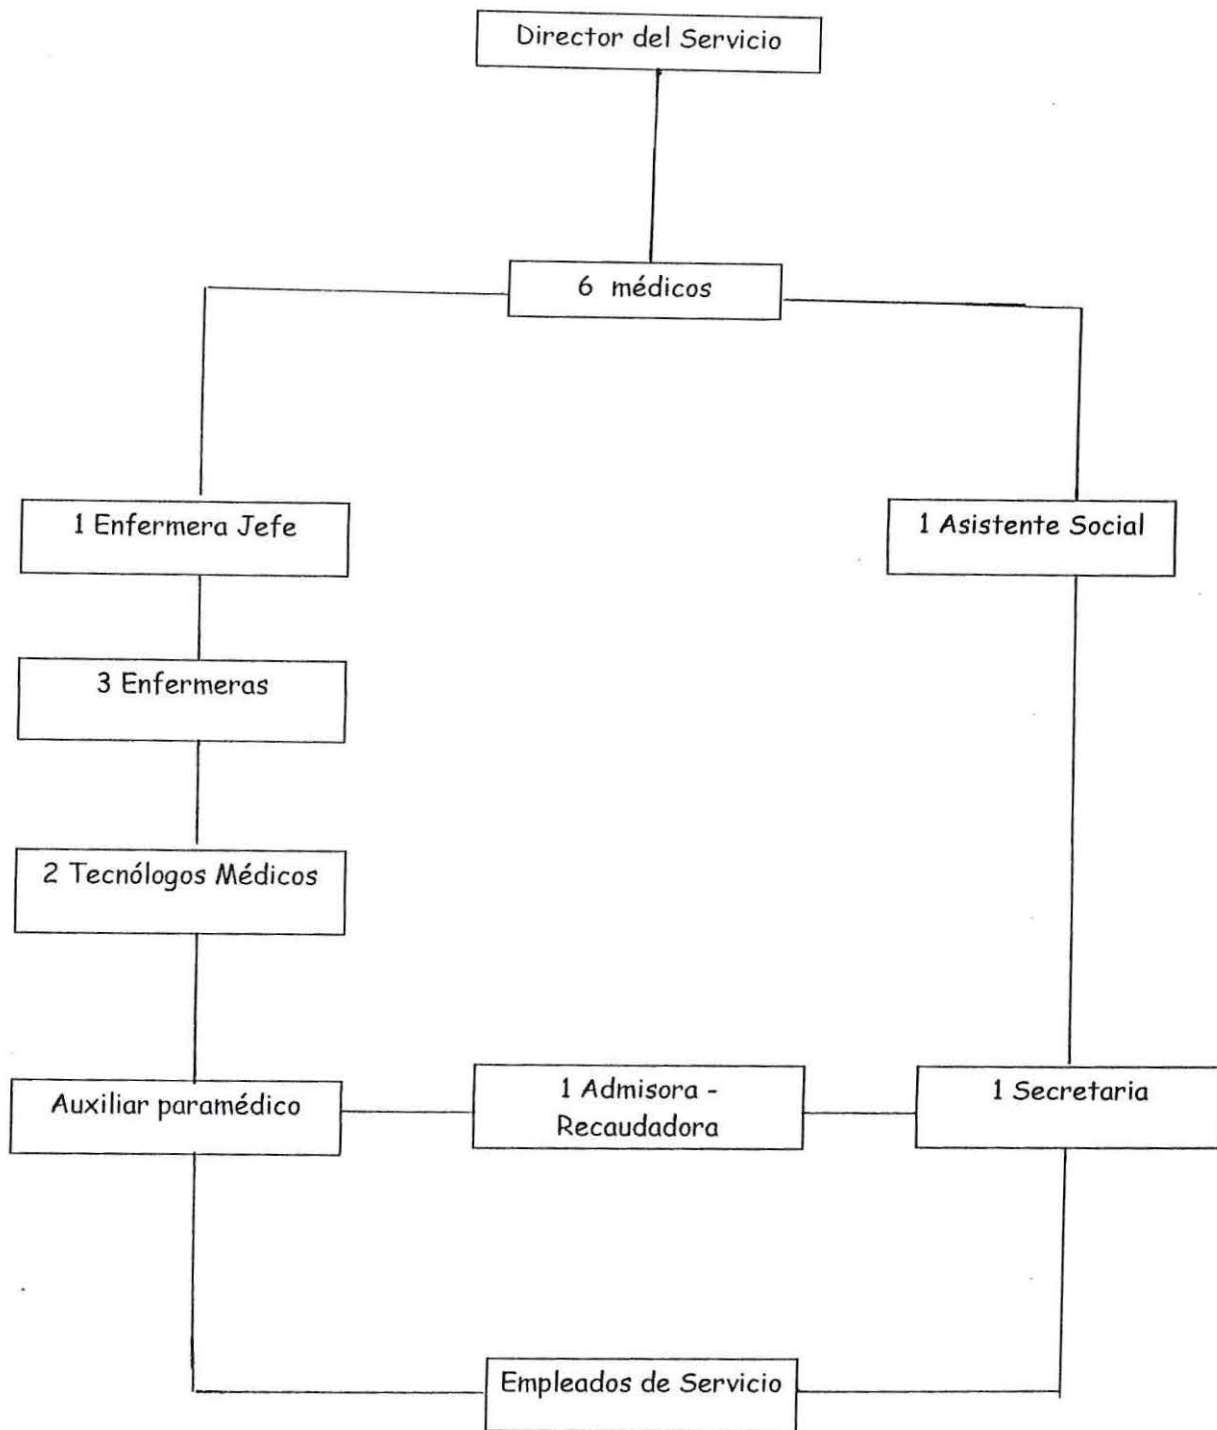 Director del Servicio
6 médicos
1 Enfermera Jefe
1 Asistente Social
3 Enfermeras
2 Tecnólogos Médicos
Auxiliar paramédico
1 Admisora -
Recaudadora
1 Secretaria
Empleados de Servicio